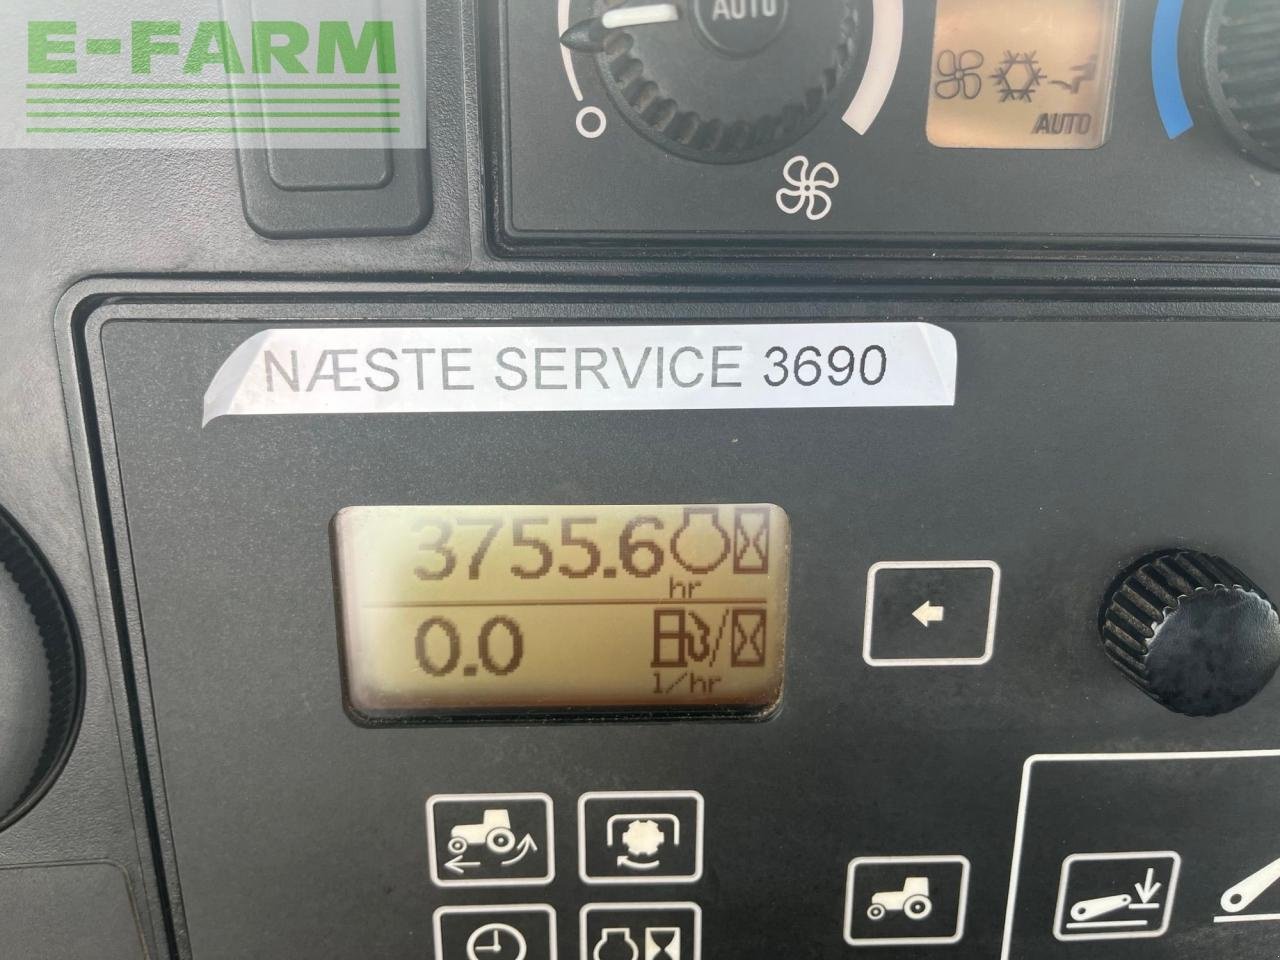 E-FARM
AUTO
AUTO
NÆSTE SERVICE 3690
3755.6
hr
0.0
l/hr